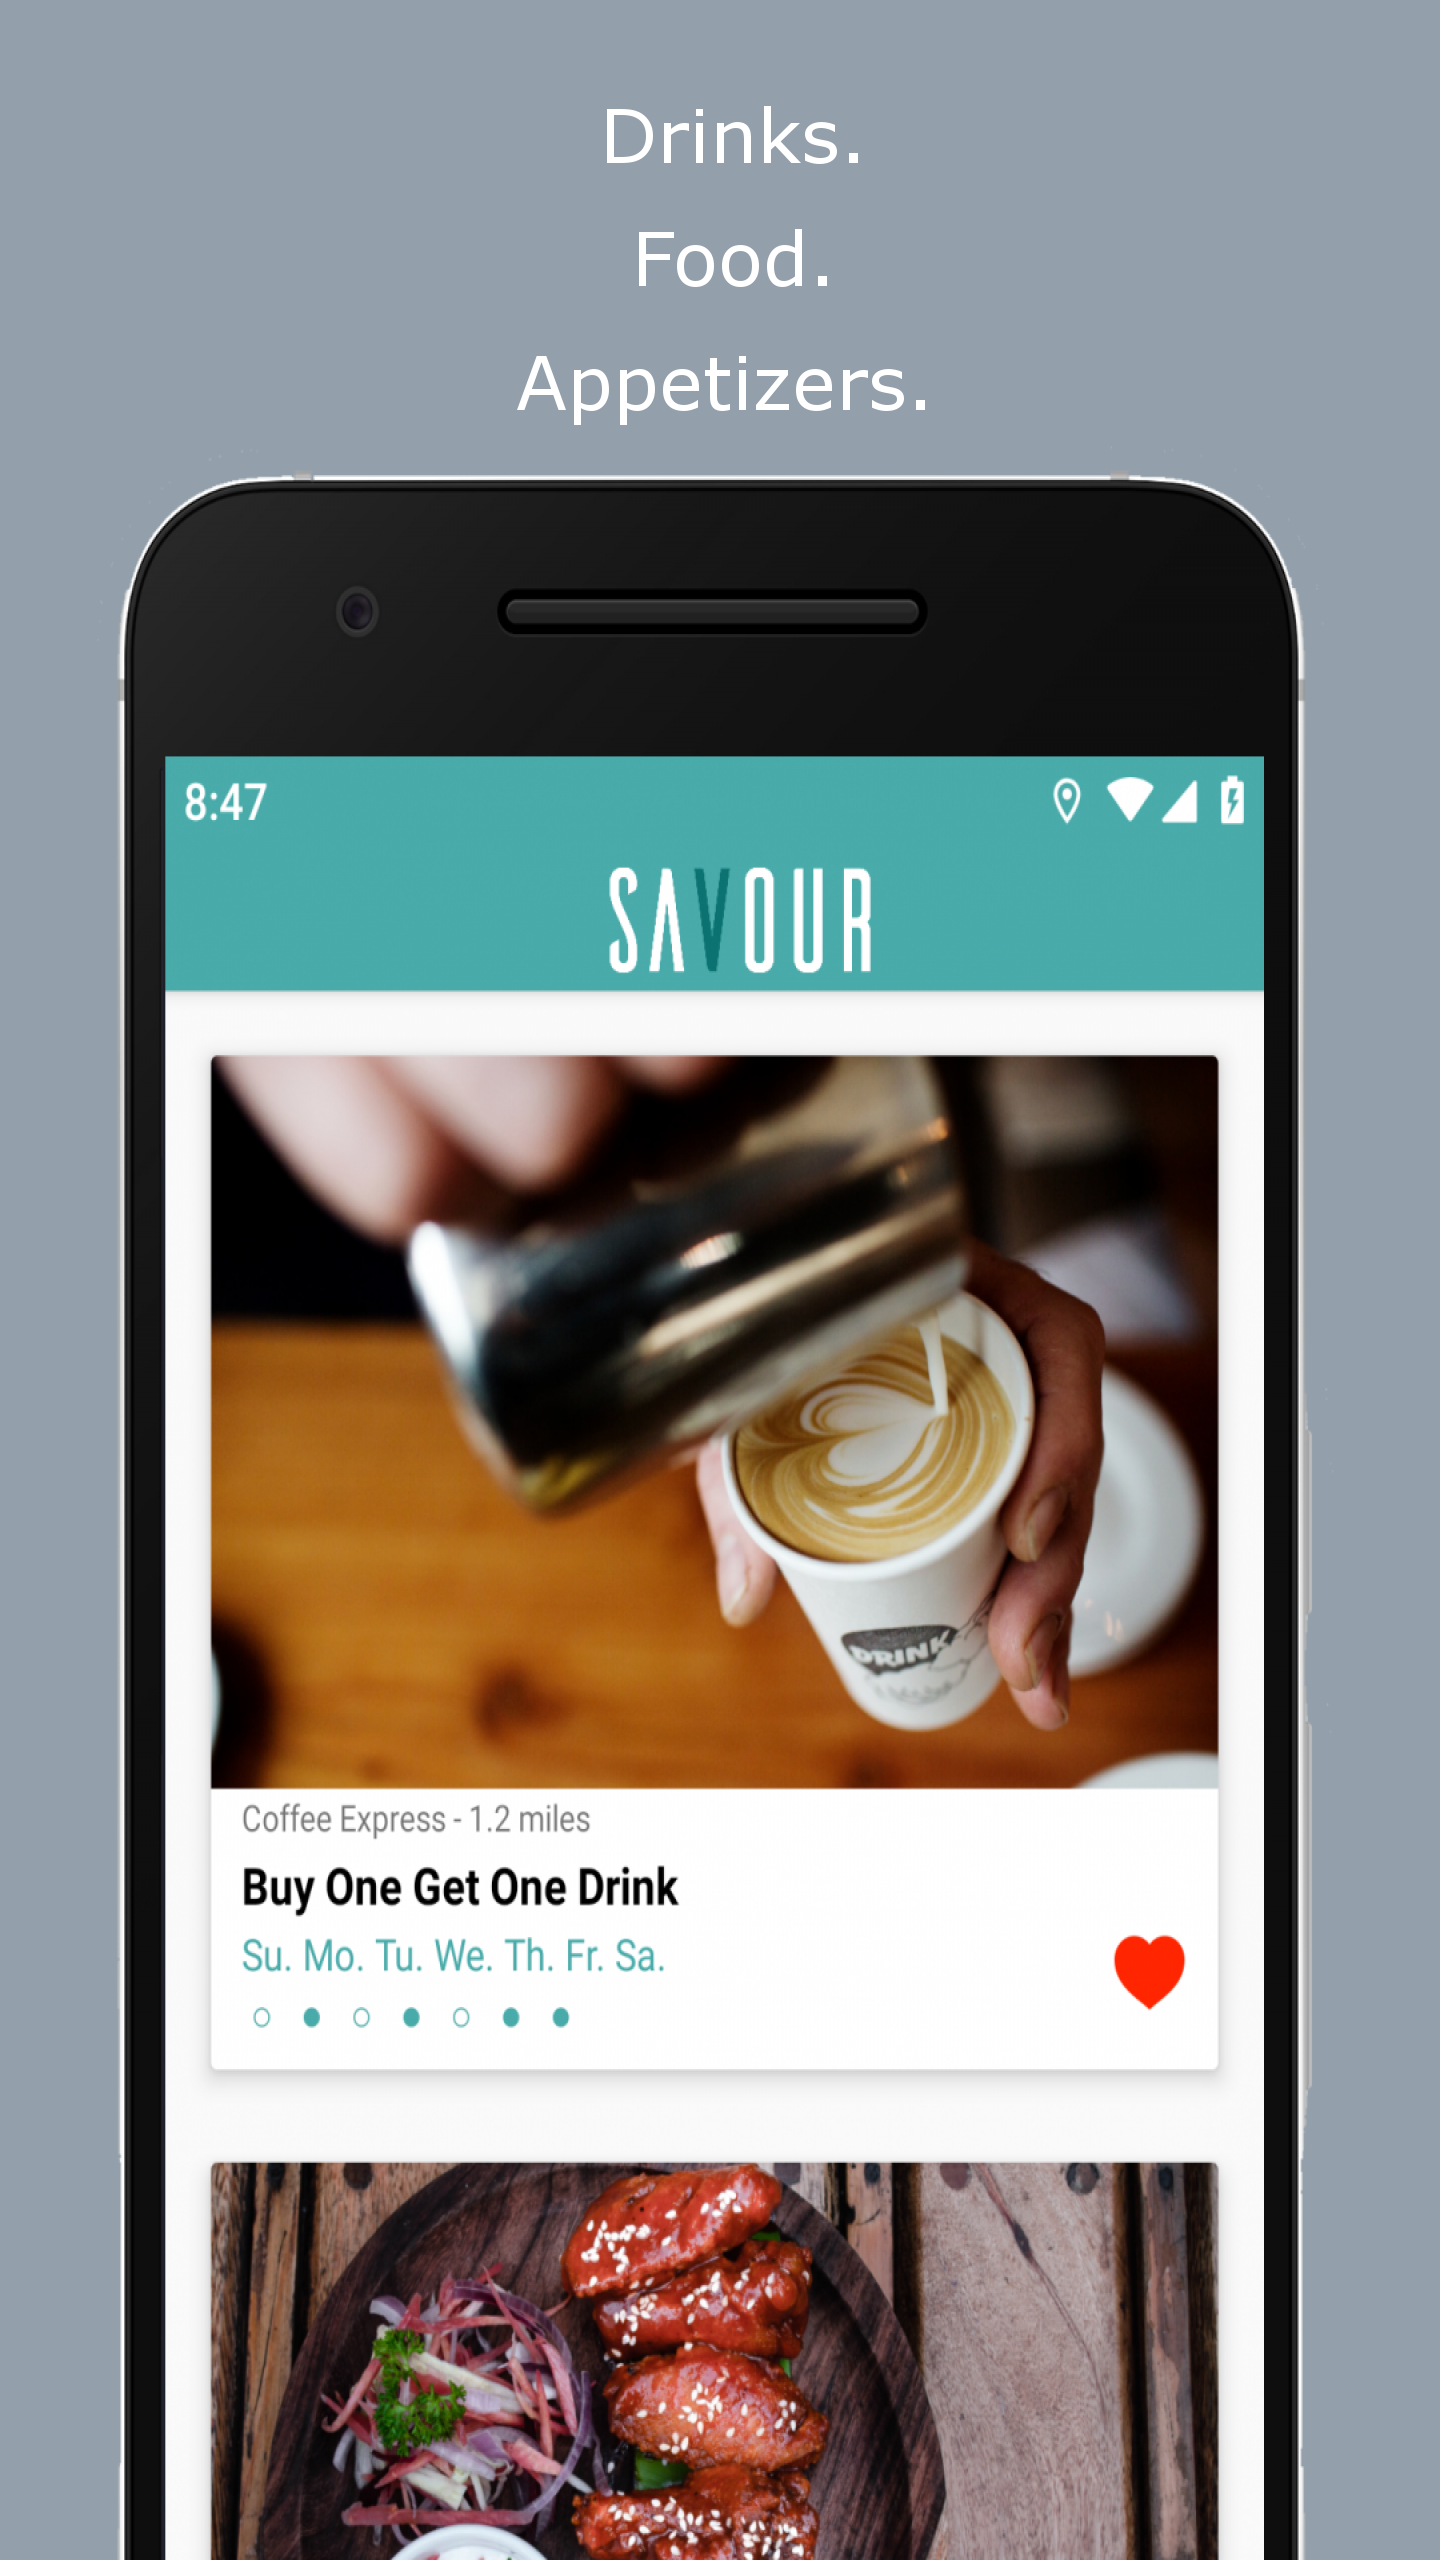 Drinks.
Food.
Appetizers.
8:47
SAVOUR
DRINK
Coffee Express - 1.2 miles
Buy One Get One Drink
Su. Mo. Tu. We. Th. Fr. Sa.